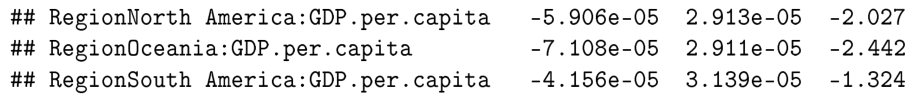 ## RegionNorth America:GDP.per.capita -5.906e-05 2.913e-05 -2.027
## RegionOceania:GDP.per.capita -7.108e-05 2.911e-05 -2.442
## RegionSouth America:GDP.per.capita -4.156e-05 3.139e-05 -1.324